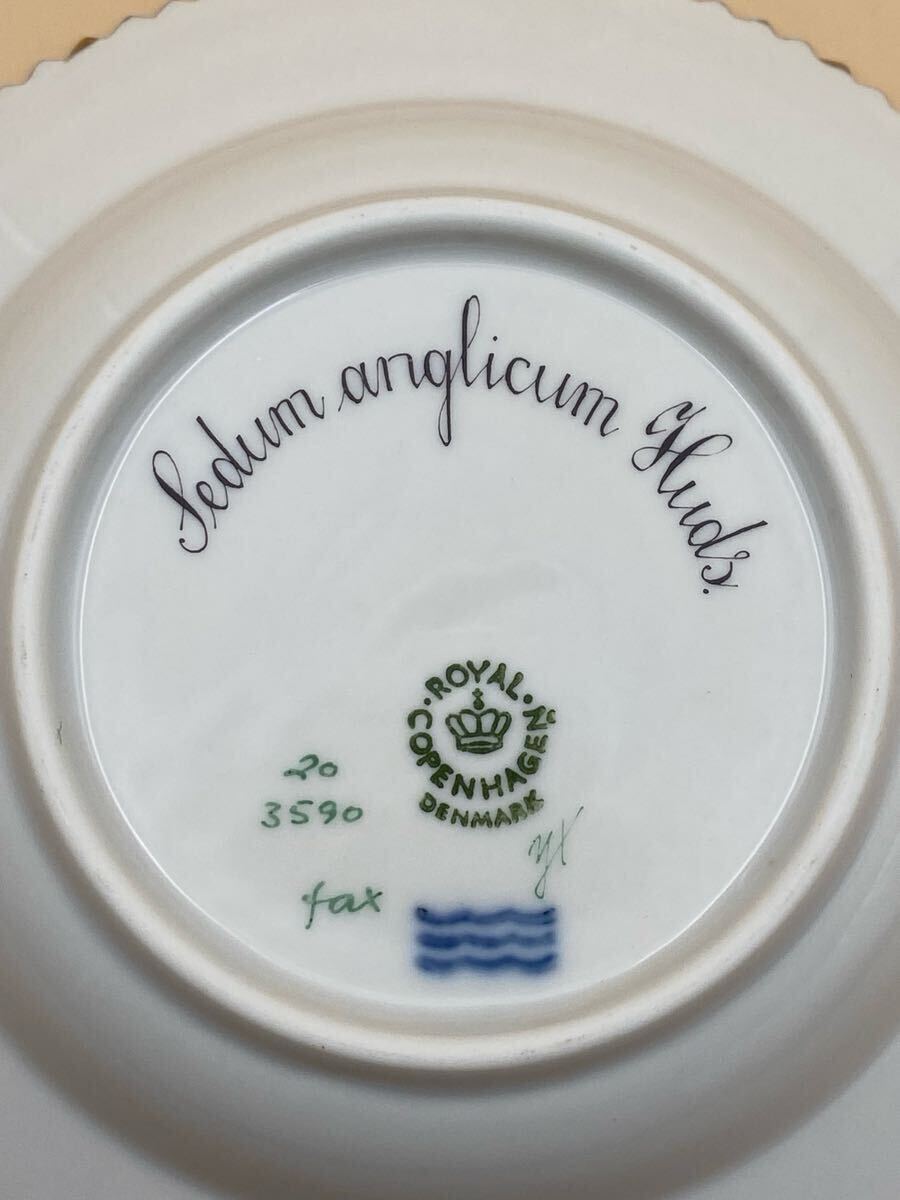 Sedum anglicum Huds.
ROYAL COPENHAGEN
DENMARK
20
3590
fax